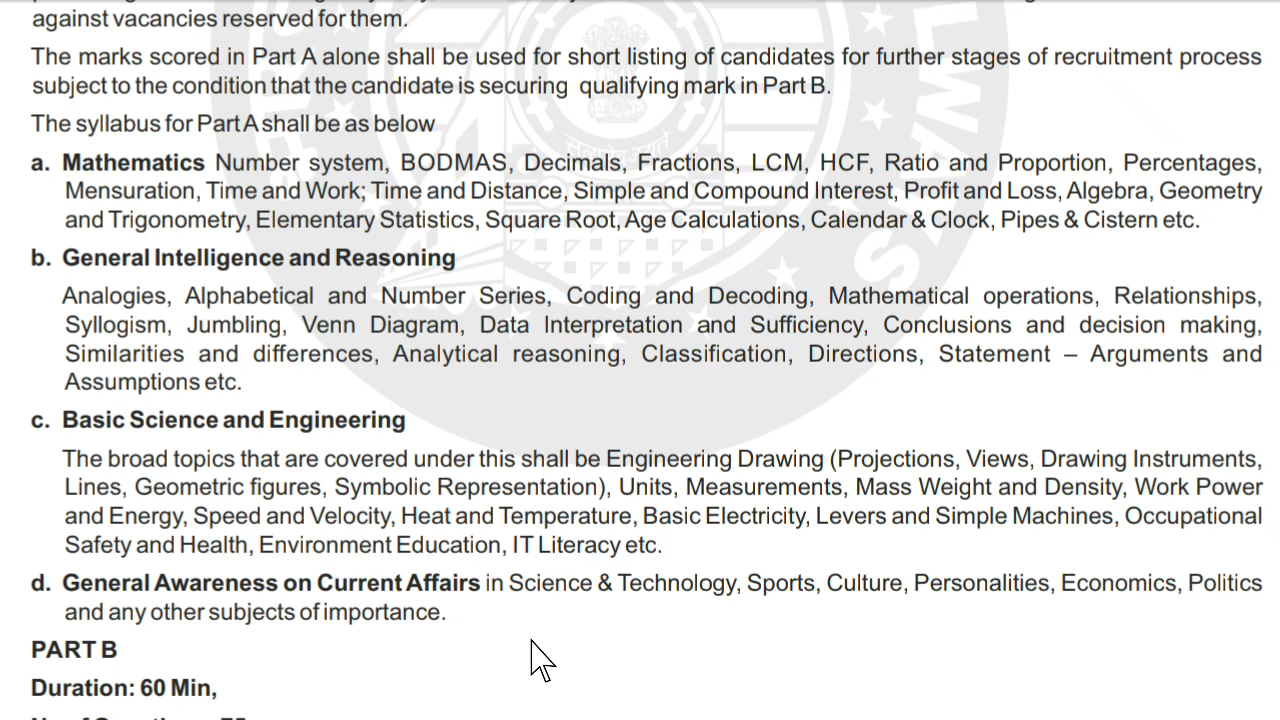 against vacancies reserved for them.
The marks scored in Part A alone shall be used for short listing of candidates for further stages of recruitment process
subject to the condition that the candidate is securing qualifying mark in Part B.
The syllabus for Part A shall be as below
a. Mathematics Number system, BODMAS, Decimals, Fractions, LCM, HCF, Ratio and Proportion, Percentages,
Mensuration, Time and Work; Time and Distance, Simple and Compound Interest, Profit and Loss, Algebra, Geometry
and Trigonometry, Elementary Statistics, Square Root, Age Calculations, Calendar & Clock, Pipes & Cistern etc.
b. General Intelligence and Reasoning
Analogies, Alphabetical and Number Series, Coding and Decoding, Mathematical operations, Relationships,
Syllogism, Jumbling, Venn Diagram, Data Interpretation and Sufficiency, Conclusions and decision making,
Similarities and differences, Analytical reasoning, Classification, Directions, Statement – Arguments and
Assumptions etc.
c. Basic Science and Engineering
The broad topics that are covered under this shall be Engineering Drawing (Projections, Views, Drawing Instruments,
Lines, Geometric figures, Symbolic Representation), Units, Measurements, Mass Weight and Density, Work Power
and Energy, Speed and Velocity, Heat and Temperature, Basic Electricity, Levers and Simple Machines, Occupational
Safety and Health, Environment Education, IT Literacy etc.
d. General Awareness on Current Affairs in Science & Technology, Sports, Culture, Personalities, Economics, Politics
and any other subjects of importance.
PART B
Duration: 60 Min,